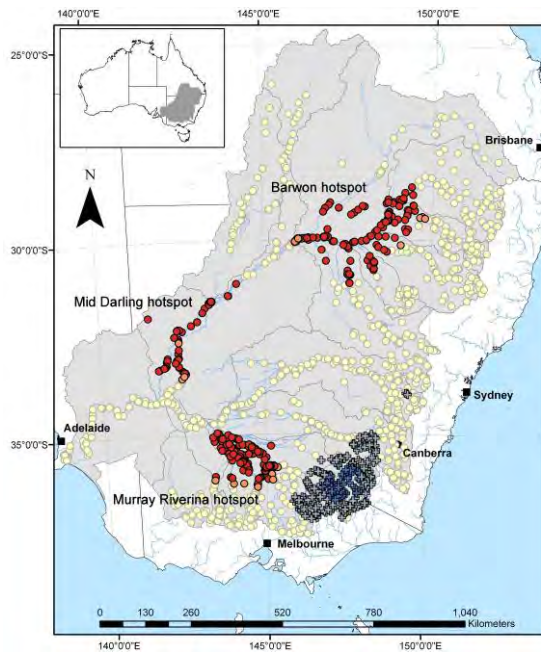 140°0'0"E 145°0'0"E 150°0'0"E
25°0'0"S
Brisbane
N
Barwon hotspot
30°0'0"S
Mid Darling hotspot
Sydney
Adelaide
35°0'0"S
Canberra
Murray Riverina hotspot
Melbourne
0 130 260 520 780 1,040
Kilometers
140°0'0"E 145°0'0"E 150°0'0"E